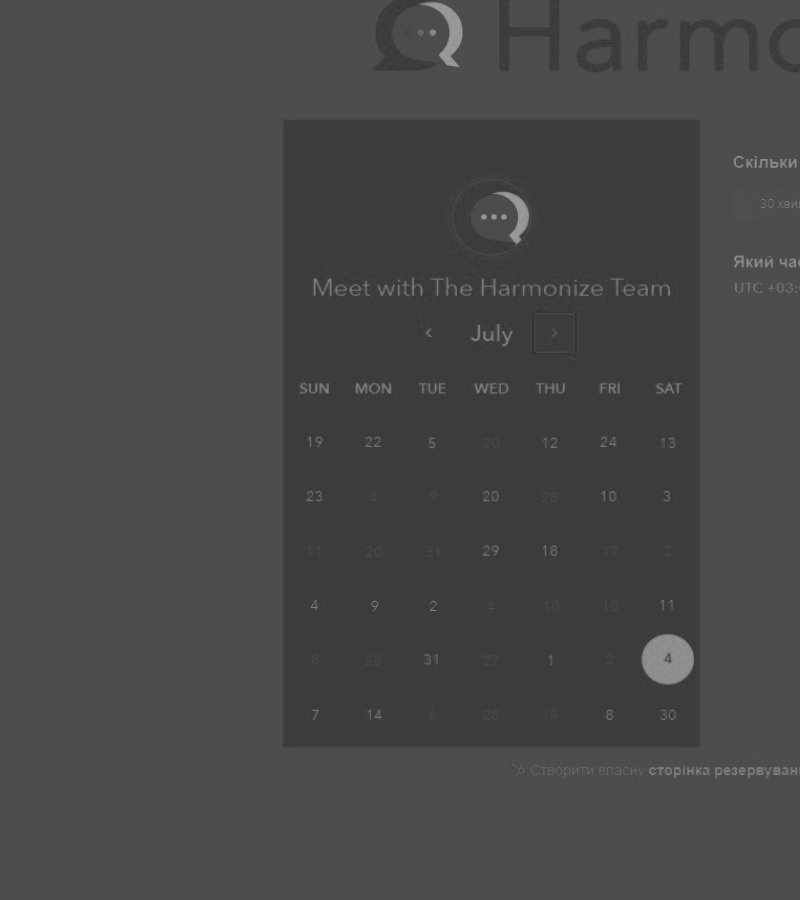 Harmo
Скільки
30 хви
Який ча
UTC +03:
Meet with The Harmonize Team
July
SUN MON TUE WED THU FRI SAT
19 22 5 20 12 24 13
23 4 9 20 28 10 3
11 20 31 29 18 17 2
4 9 2 4 10 10 11
8 28 31 27 1 2 4
7 14 6 28 19 8 30
Створити власну сторінка резервуван